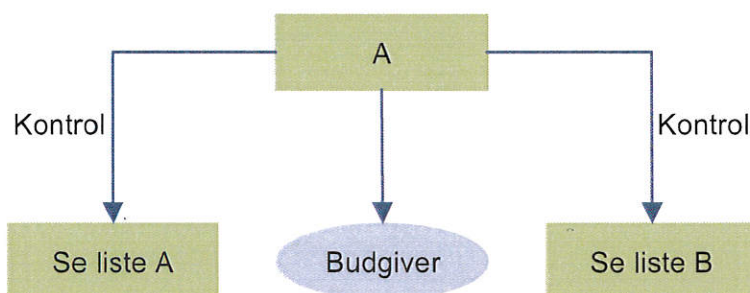 A
Kontrol
Kontrol
Se liste A
Budgiver
Se liste B